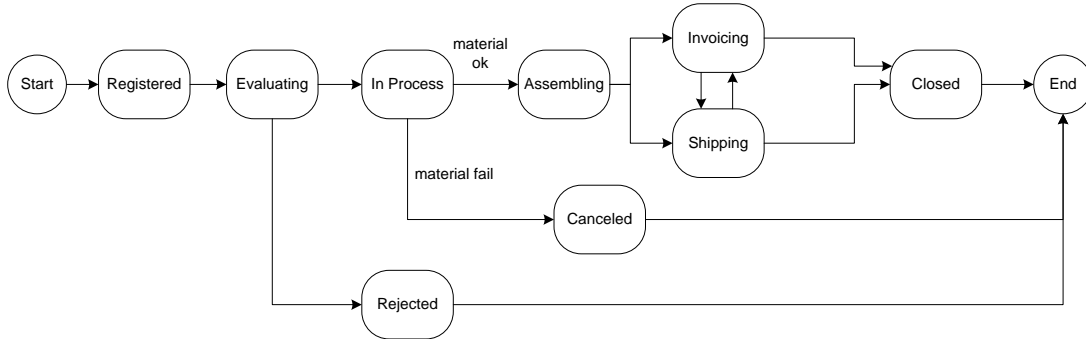 Start
Registered
Evaluating
In Process
material
ok
Assembling
Invoicing
Shipping
Closed
End
material fail
Canceled
Rejected